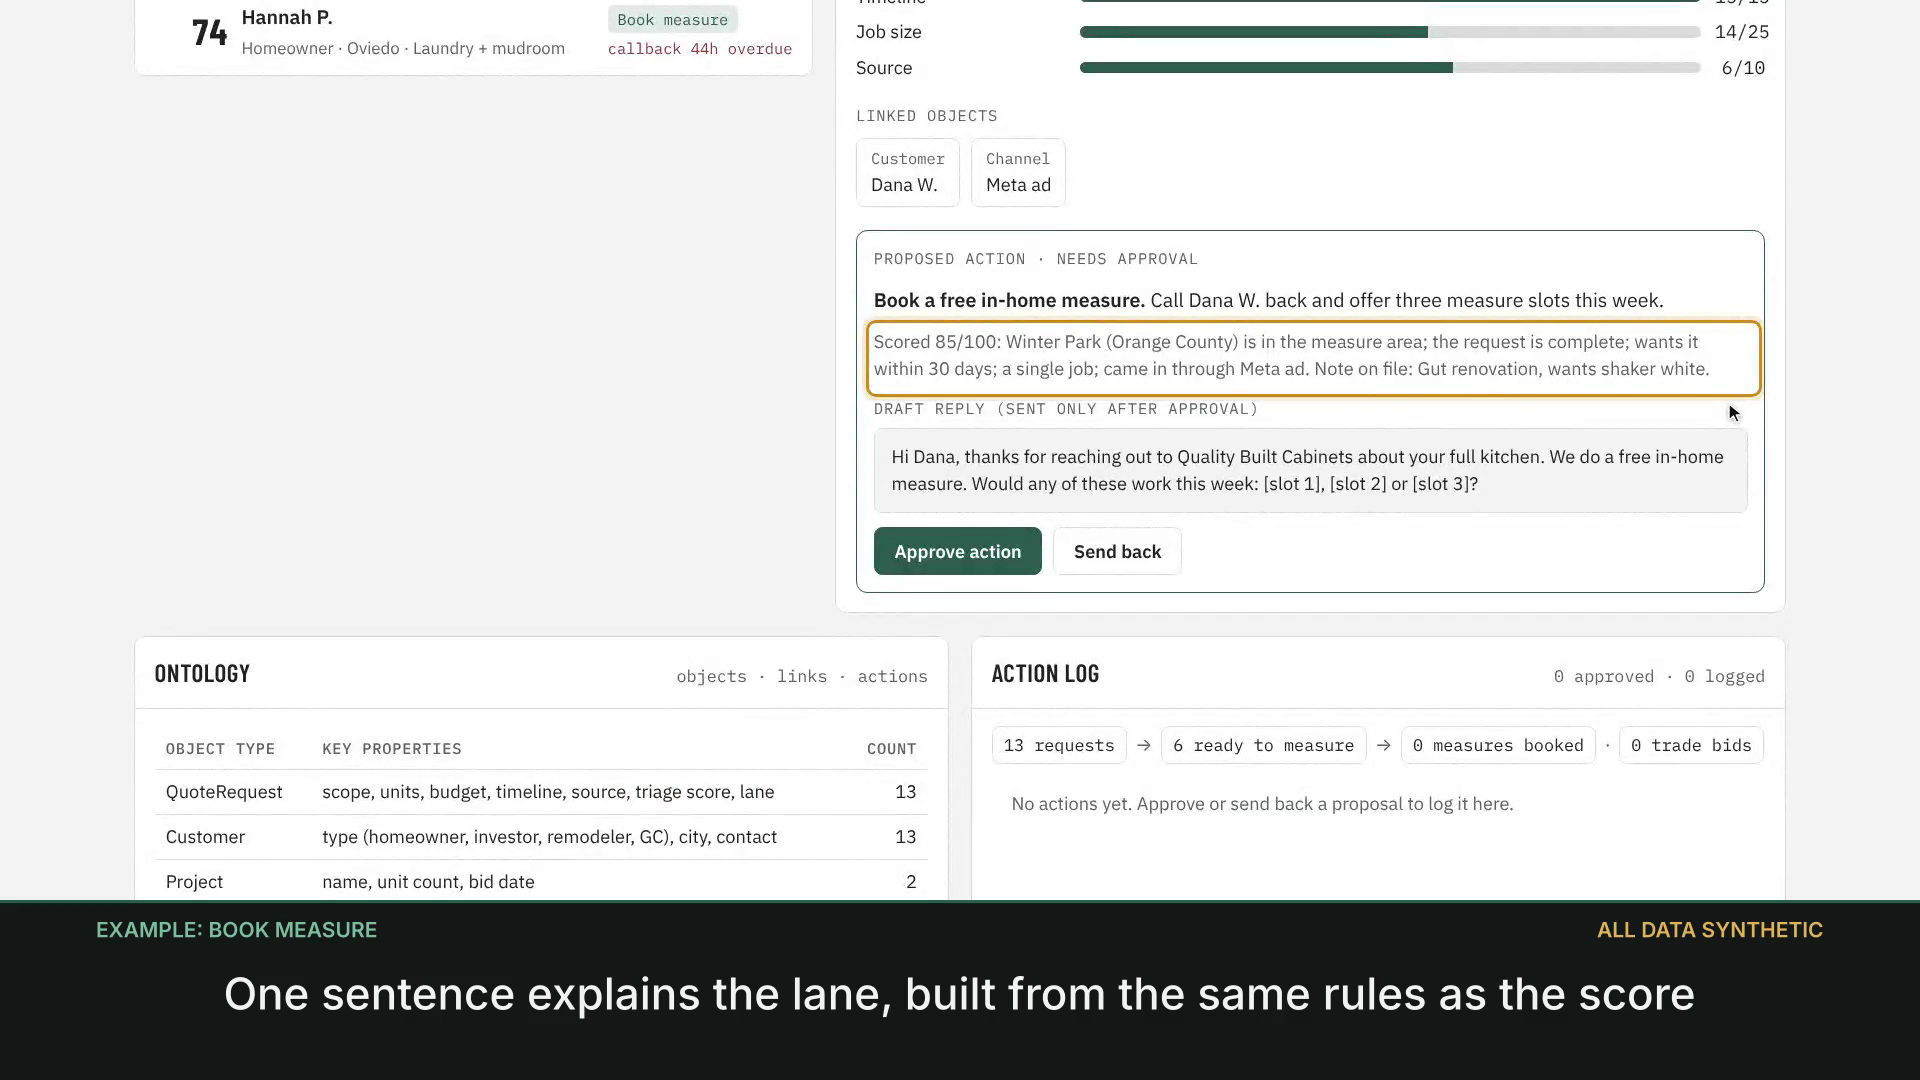 74
Hannah P.
Homeowner · Oviedo · Laundry + mudroom
Book measure
callback 44h overdue
Job size 14/25
Source 6/10
LINKED OBJECTS
Customer
Dana W.
Channel
Meta ad
PROPOSED ACTION · NEEDS APPROVAL
Book a free in-home measure. Call Dana W. back and offer three measure slots this week.
Scored 85/100: Winter Park (Orange County) is in the measure area; the request is complete; wants it
within 30 days; a single job; came in through Meta ad. Note on file: Gut renovation, wants shaker white.
DRAFT REPLY (SENT ONLY AFTER APPROVAL)
Hi Dana, thanks for reaching out to Quality Built Cabinets about your full kitchen. We do a free in-home
measure. Would any of these work this week: [slot 1], [slot 2] or [slot 3]?
Approve action
Send back
ONTOLOGY
objects · links · actions
OBJECT TYPE KEY PROPERTIES COUNT
QuoteRequest scope, units, budget, timeline, source, triage score, lane 13
Customer type (homeowner, investor, remodeler, GC), city, contact 13
Project name, unit count, bid date 2
ACTION LOG
0 approved · 0 logged
13 requests → 6 ready to measure → 0 measures booked · 0 trade bids
No actions yet. Approve or send back a proposal to log it here.
EXAMPLE: BOOK MEASURE
ALL DATA SYNTHETIC
One sentence explains the lane, built from the same rules as the score